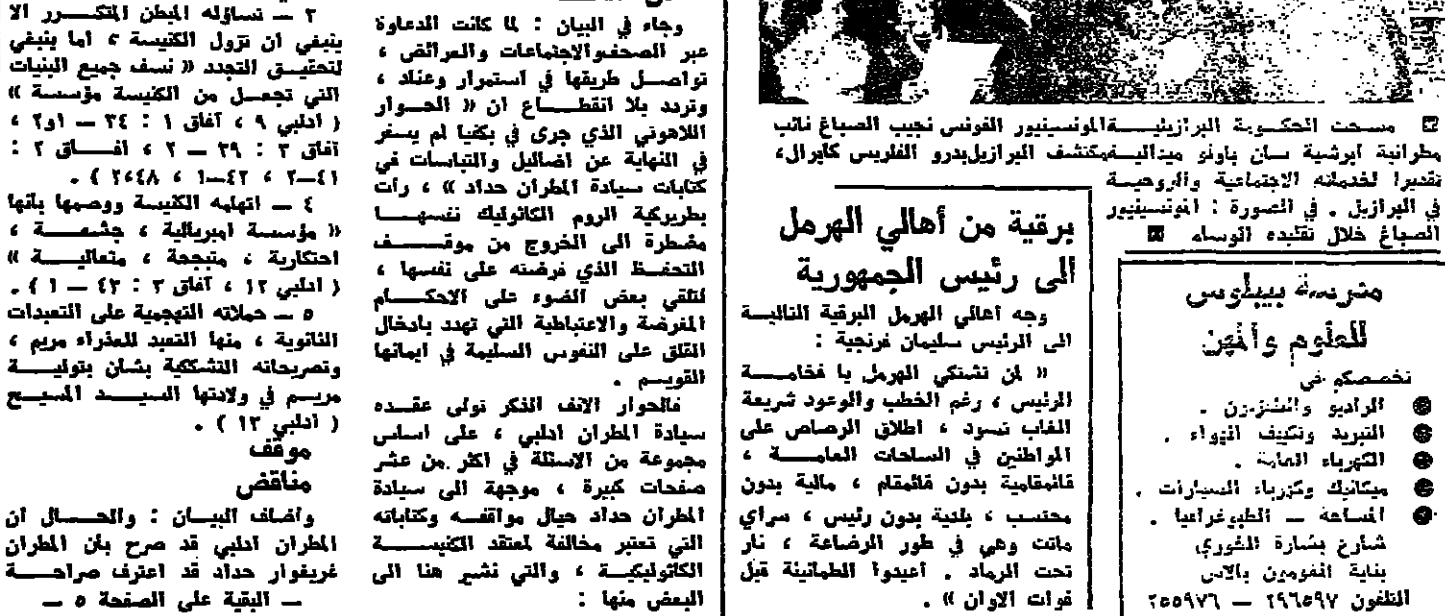 مسحت الحكومة البرازيليــة المونسينيور الفونس نجيب الصباغ نائب
مطرانية ابرشية سان باولو ميدالية مكتشف البرازيل بدرو الفاريس كابرال،
تقديرا لخدماته الاجتماعية والروحية
في البرازيل . في الصورة : المونسينيور
الصباغ خلال تقليده الوسام
مدرسة بيبلوس
للعلوم والمهن
تخصصكم في
الراديو والتلفزيون .
التبريد وتكييف الهواء .
الكهرباء العامة .
ميكانيك وكهرباء السيارات .
المساحة – الطبوغرافيا .
شارع بشارة الخوري
بناية
التلفون ٢٩٦٥٩٧ – ٢٥٥٩٧٦
برقية من أهالي الهرمل
الى رئيس الجمهورية
وجه اهالي الهرمل البرقية التالية
الى الرئيس سليمان فرنجية :
« لن نشتكي الهرمل يا فخامة
الرئيس ، رغم الخطب والوعود شريعة
الغاب تسود ، اطلاق الرصاص على
المواطنين في الساحات العامة ،
قائمقامية بدون قائمقام ، مالية بدون
محتسب ، بلدية بدون رئيس ، سراي
ماتت وهي في طور الرضاعة ، نار
تحت الرماد . أعيدوا الطمانينة قبل
فوات الاوان » .
وجاء في البيان : لما كانت الدعاوة
عبر الصحف والاجتماعات والعرائض ،
تواصل طريقها في استمرار وعناد ،
وتردد بلا انقطاع ان « الحوار
اللاهوني الذي جرى في بكفيا لم يسفر
في النهاية عن اضاليل والتباسات في
كتابات سيادة المطران حداد » ، رأت
بطريركية الروم الكاثوليك نفسها
مضطرة الى الخروج من موقف
التحفظ الذي فرضته على نفسها ،
لتلقي بعض الضوء على الاحكام
المغرضة والاعتباطية التي تهدد بادخال
القلق على النفوس السليمة في ايمانها
القويم .
فالحوار الانف الذكر تولى عقده
سيادة المطران ادلبي ، على اساس
مجموعة من الاسئلة في اكثر من عشر
صفحات كبيرة ، موجهة الى سيادة
المطران حداد حيال مواقفه وكتاباته
التي تعتبر مخالفة لمعتقد الكنيسة
الكاثوليكية ، والتي نشير هنا الى
البعض منها :
٢ – تساؤله المبطن المتكرر الا
ينبغي ان تزول الكنيسة ؟ اما ينبغي
لتحقيق التجدد « نسف جميع البنيات
التي تجعل من الكنيسة مؤسسة »
( ادلبي ٩ ، آفاق ١ : ٣٤ – ١و٢ ،
آفاق ٣ : ٣٩ – ٢ ، افاق ٢ :
٤١–٢ ، ٤٢–١ ، ٢٤٤٨ ) .
٤ – اتهامه الكنيسة ووصمها بانها
« مؤسسة امبريالية ، جشعة ،
احتكارية ، متبجحة ، متعالية »
( ادلبي ١٢ ، آفاق ٢ : ٤٣ – ١ ) .
٥ – حملاته التهجمية على التعبدات
الثانوية ، منها التعبد للعذراء مريم ،
وتصريحاته التشككية بشان بتولية
مريم في ولادتها السيد المسيح
( ادلبي ١٣ ) .
موقف
مناقض
واضاف البيان : والحال ان
المطران ادلبي قد صرح بان المطران
غريغوار حداد قد اعترف صراحة
– البقية على الصفحة ٥ –